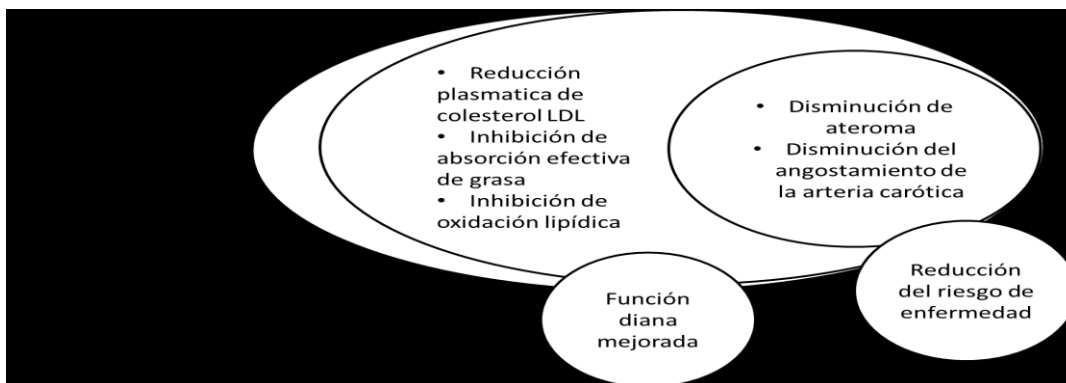 • Reducción
plasmatica de
colesterol LDL
• Inhibición de
absorción efectiva
de grasa
• Inhibición de
oxidación lipídica
• Disminución de
ateroma
• Disminución del
angostamiento de
la arteria carótica
Función
diana
mejorada
Reducción
del riesgo de
enfermedad